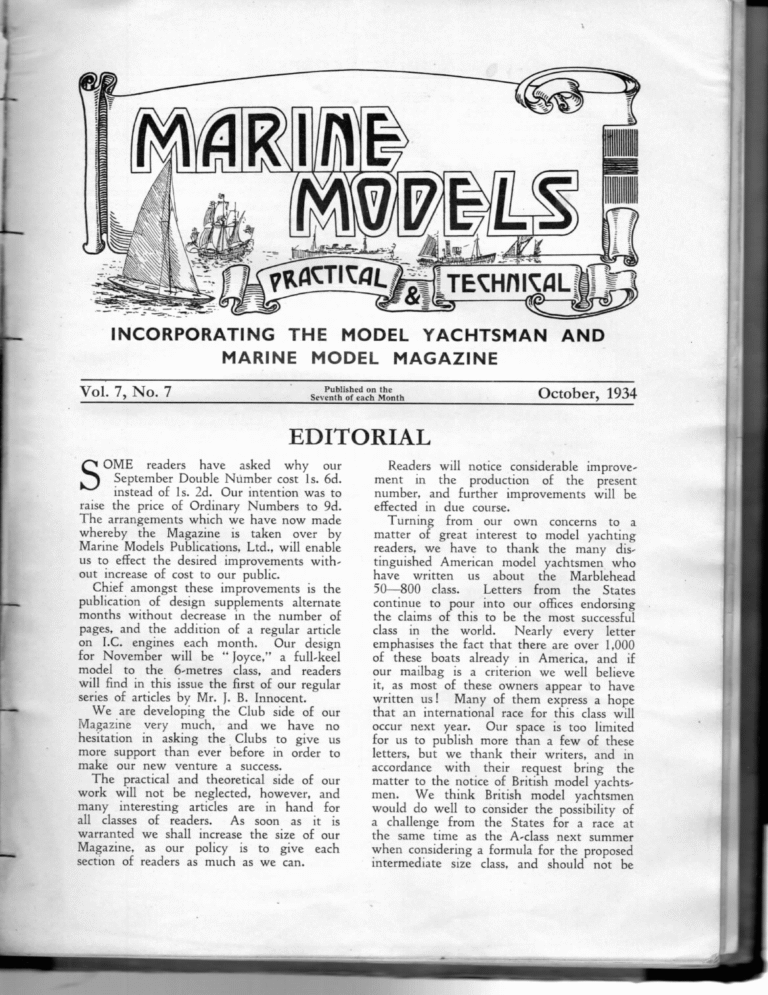 MARINE
MODELS
PRACTICAL & TECHNICAL
INCORPORATING THE MODEL YACHTSMAN AND
MARINE MODEL MAGAZINE
Vol. 7, No. 7
Published on the
Seventh of each Month
October, 1934
EDITORIAL
SOME readers have asked why our
September Double Number cost 1s. 6d.
instead of 1s. 2d. Our intention was to
raise the price of Ordinary Numbers to 9d.
The arrangements which we have now made
whereby the Magazine is taken over by
Marine Models Publications, Ltd., will enable
us to effect the desired improvements with-
out increase of cost to our public.
Chief amongst these improvements is the
publication of design supplements alternate
months without decrease in the number of
pages, and the addition of a regular article
on I.C. engines each month. Our design
for November will be "Joyce," a full-keel
model to the 6-metres class, and readers
will find in this issue the first of our regular
series of articles by Mr. J. B. Innocent.
We are developing the Club side of our
Magazine very much, and we have no
hesitation in asking the Clubs to give us
more support than ever before in order to
make our new venture a success.
The practical and theoretical side of our
work will not be neglected, however, and
many interesting articles are in hand for
all classes of readers. As soon as it is
warranted we shall increase the size of our
Magazine, as our policy is to give each
section of readers as much as we can.
Readers will notice considerable improve-
ment in the production of the present
number, and further improvements will be
effected in due course.
Turning from our own concerns to a
matter of great interest to model yachting
readers, we have to thank the many dis-
tinguished American model yachtsmen who
have written us about the Marblehead
50—800 class. Letters from the States
continue to pour into our offices endorsing
the claims of this to be the most successful
class in the world. Nearly every letter
emphasises the fact that there are over 1,000
of these boats already in America, and if
our mailbag is a criterion we well believe
it, as most of these owners appear to have
written us! Many of them express a hope
that an international race for this class will
occur next year. Our space is too limited
for us to publish more than a few of these
letters, but we thank their writers, and in
accordance with their request bring the
matter to the notice of British model yachts-
men. We think British model yachtsmen
would do well to consider the possibility of
a challenge from the States for a race at
the same time as the A-class next summer
when considering a formula for the proposed
intermediate size class, and should not be